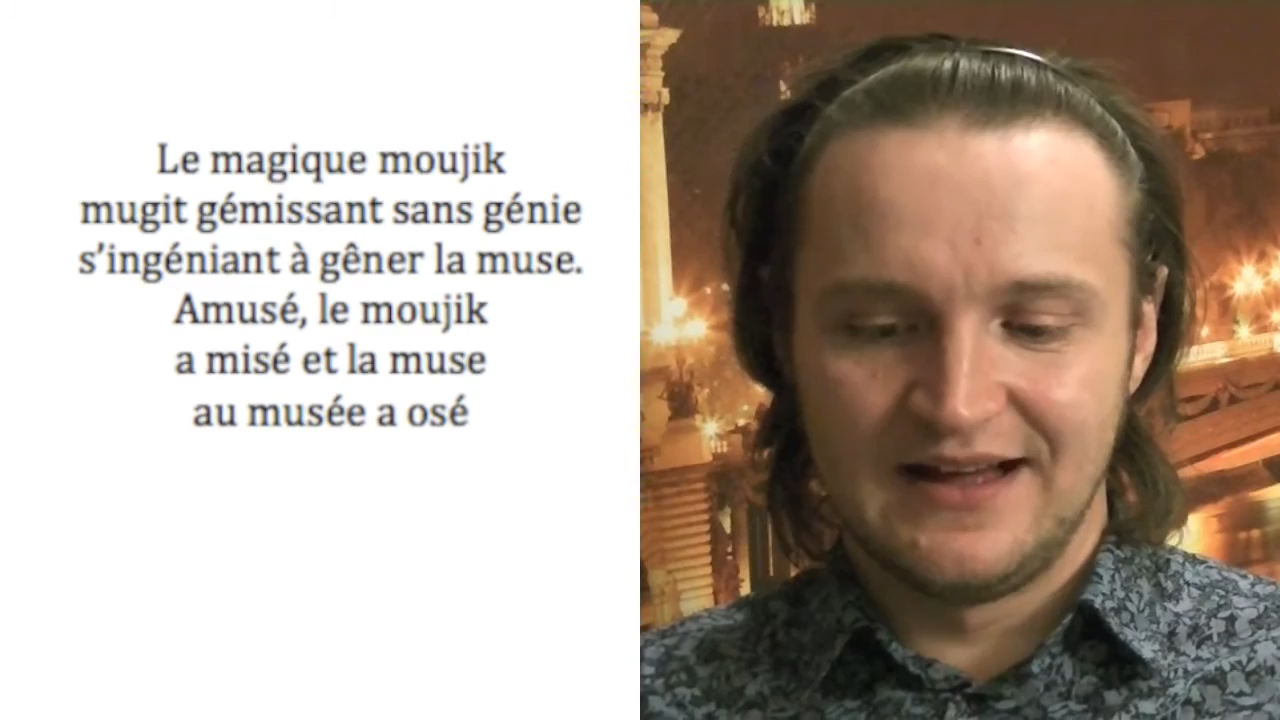 Le magique moujik
mugit gémissant sans génie
s'ingéniant à gêner la muse.
Amusé, le moujik
a misé et la muse
au musée a osé